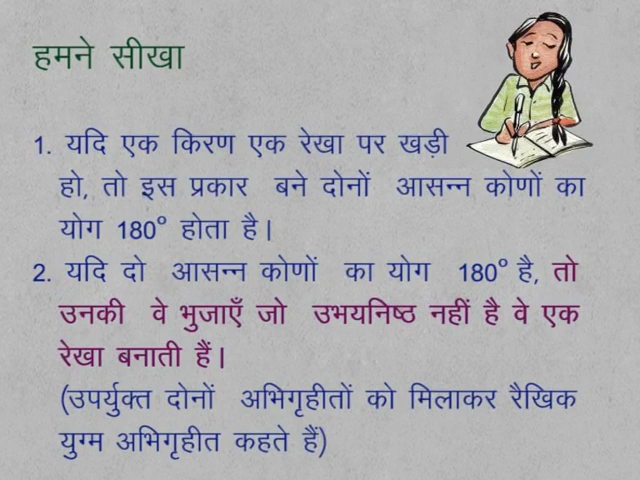 हमने सीखा
1. यदि एक किरण एक रेखा पर खड़ी
हो, तो इस प्रकार बने दोनों आसन्न कोणों का
योग 180° होता है।
2. यदि दो आसन्न कोणों का योग 180° है, तो
उनकी वे भुजाएँ जो उभयनिष्ठ नहीं है वे एक
रेखा बनाती हैं।
(उपर्युक्त दोनों अभिगृहीतों को मिलाकर रैखिक
युग्म अभिगृहीत कहते हैं)